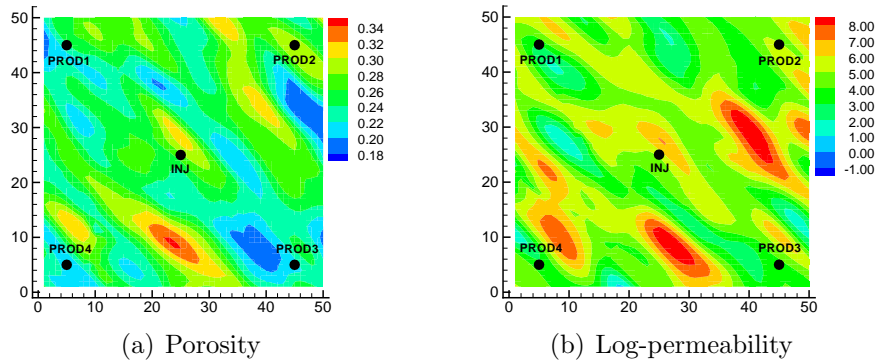 50
40
30
20
10
0
0 10 20 30 40 50
PROD1
PROD2
INJ
PROD4
PROD3
0.34
0.32
0.30
0.28
0.26
0.24
0.22
0.20
0.18
(a) Porosity
50
40
30
20
10
0
0 10 20 30 40 50
PROD1
PROD2
INJ
PROD4
PROD3
8.00
7.00
6.00
5.00
4.00
3.00
2.00
1.00
0.00
-1.00
(b) Log-permeability